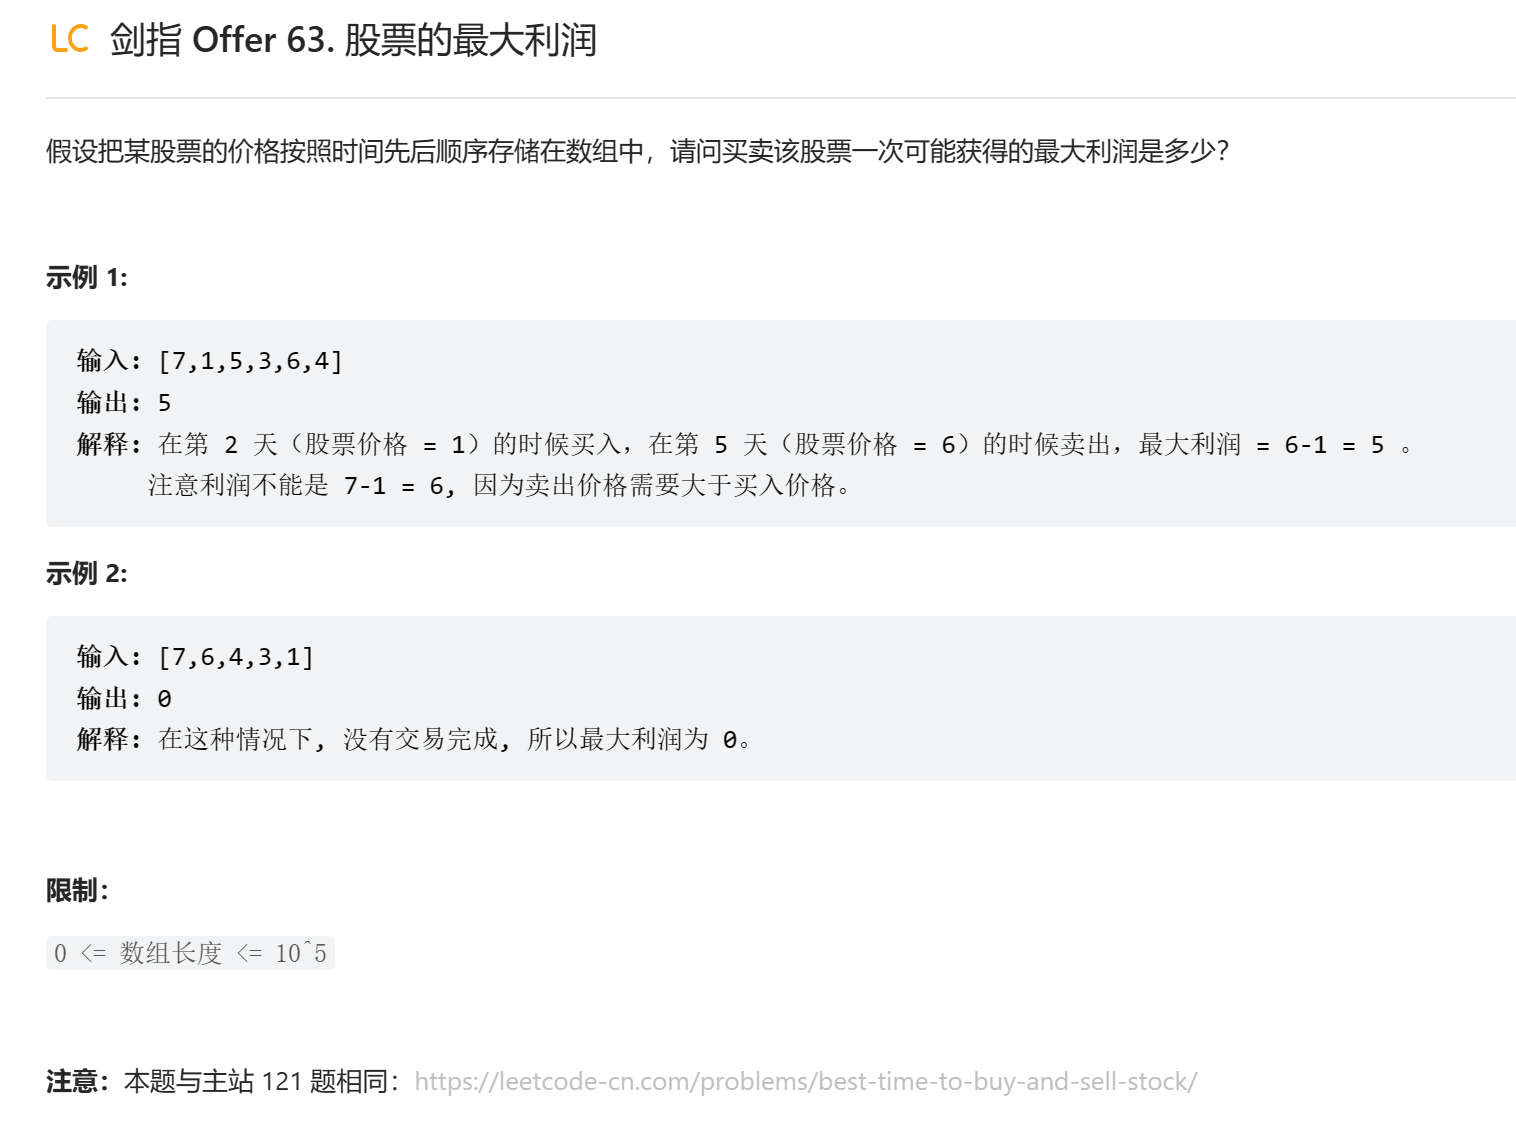 LC 剑指 Offer 63. 股票的最大利润
假设把某股票的价格按照时间先后顺序存储在数组中，请问买卖该股票一次可能获得的最大利润是多少？
示例 1:
输入: [7,1,5,3,6,4]
输出: 5
解释: 在第 2 天（股票价格 = 1）的时候买入，在第 5 天（股票价格 = 6）的时候卖出，最大利润 = 6-1 = 5 。
注意利润不能是 7-1 = 6, 因为卖出价格需要大于买入价格。
示例 2:
输入: [7,6,4,3,1]
输出: 0
解释: 在这种情况下, 没有交易完成, 所以最大利润为 0。
限制：
0 <= 数组长度 <= 10^5
注意：本题与主站 121 题相同：https://leetcode-cn.com/problems/best-time-to-buy-and-sell-stock/